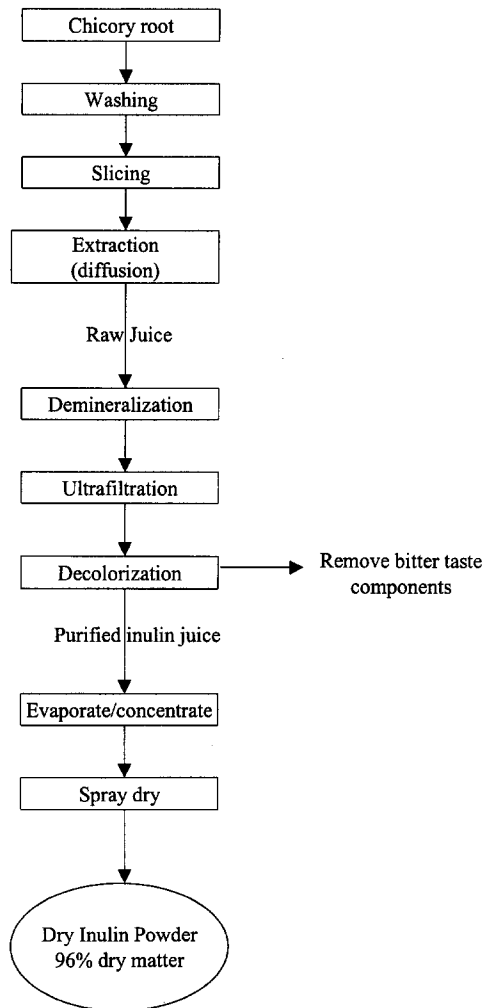 Chicory root
Washing
Slicing
Extraction
(diffusion)
Raw Juice
Demineralization
Ultrafiltration
Decolorization
Remove bitter taste
components
Purified inulin juice
Evaporate/concentrate
Spray dry
Dry Inulin Powder
96% dry matter